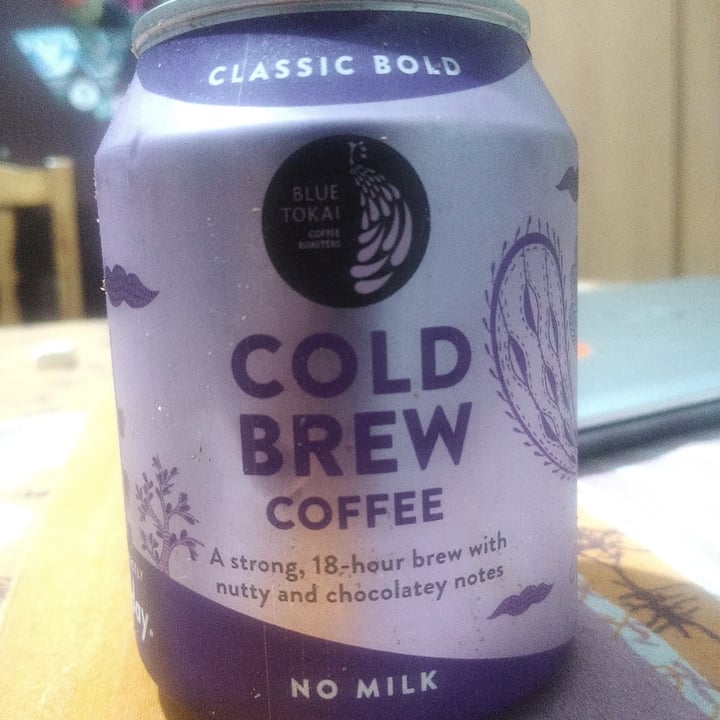 CLASSIC BOLD
BLUE
TOKAI
COFFEE
ROASTERS
COLD
BREW
COFFEE
A strong, 18-hour brew with
nutty and chocolatey notes
NO MILK